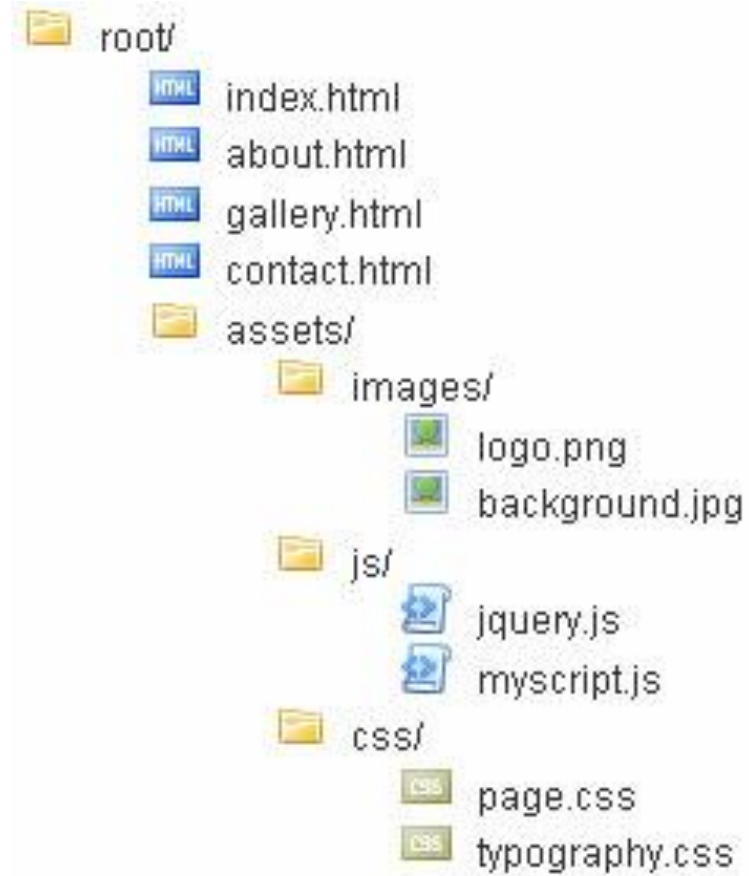 root/
index.html
about.html
gallery.html
contact.html
assets/
images/
logo.png
background.jpg
js/
jquery.js
myscript.js
css/
page.css
typography.css